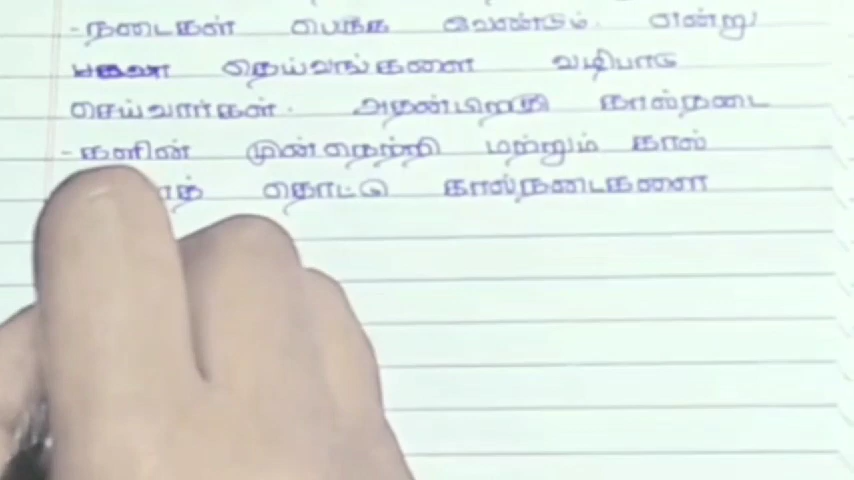 -நடைகள் பெருக வேண்டும். என்று
தெய்வங்களை வழிபாடு
செய்வார்கள். அதன்பிறகு கால்நடை
-களின் முன்நெற்றி மற்றும் கால்
தொட்டு கால்நடைகளை